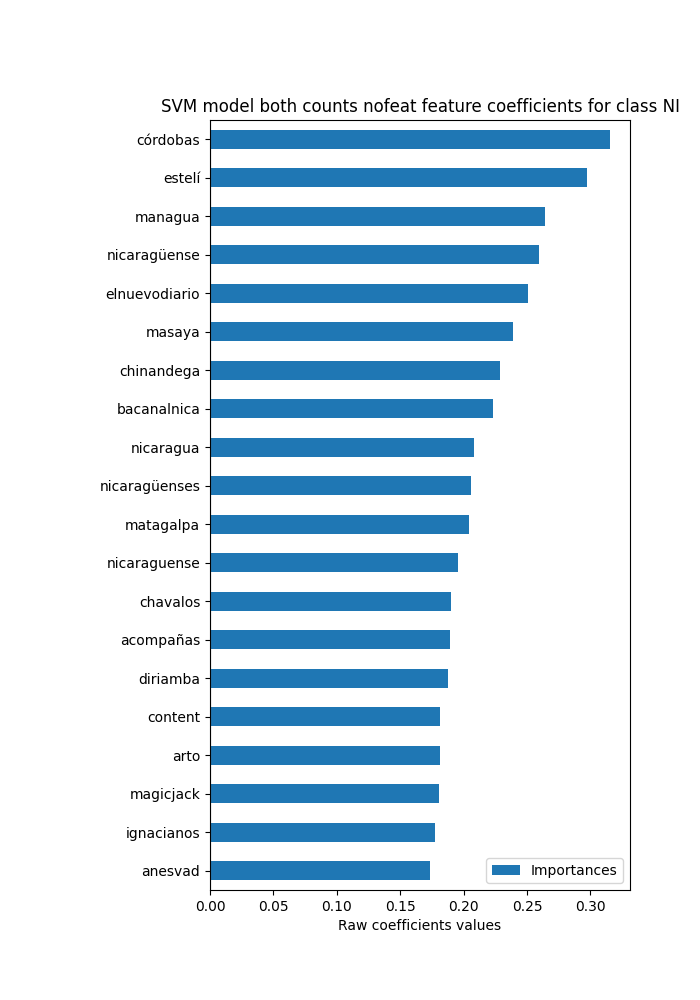 SVM model both counts nofeat feature coefficients for class NI
córdobas
estelí
managua
nicaragüense
elnuevodiario
masaya
chinandega
bacanalnica
nicaragua
nicaragüenses
matagalpa
nicaraguense
chavalos
acompañas
diriamba
content
arto
magicjack
ignacianos
anesvad
Importances
0.00 0.05 0.10 0.15 0.20 0.25 0.30
Raw coefficients values